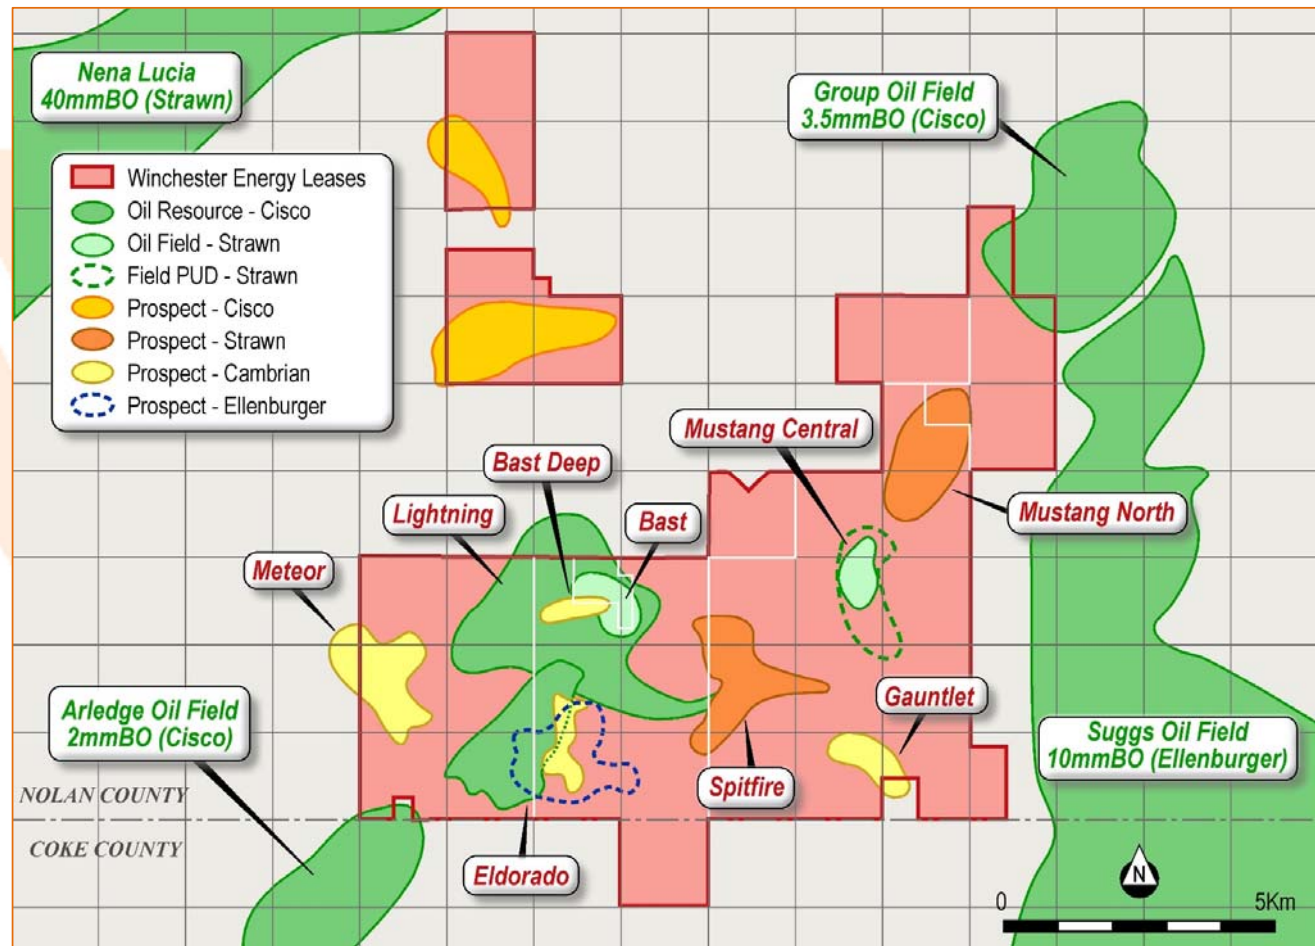 Nena Lucia
40mmBO (Strawn)
Group Oil Field
3.5mmBO (Cisco)
Winchester Energy Leases
Oil Resource - Cisco
Oil Field - Strawn
Field PUD - Strawn
Prospect - Cisco
Prospect - Strawn
Prospect - Cambrian
Prospect - Ellenburger
Mustang Central
Bast Deep
Lightning
Bast
Mustang North
Meteor
Arledge Oil Field
2mmBO (Cisco)
Gauntlet
Suggs Oil Field
10mmBO (Ellenburger)
Spitfire
NOLAN COUNTY
COKE COUNTY
Eldorado
N
0 5Km